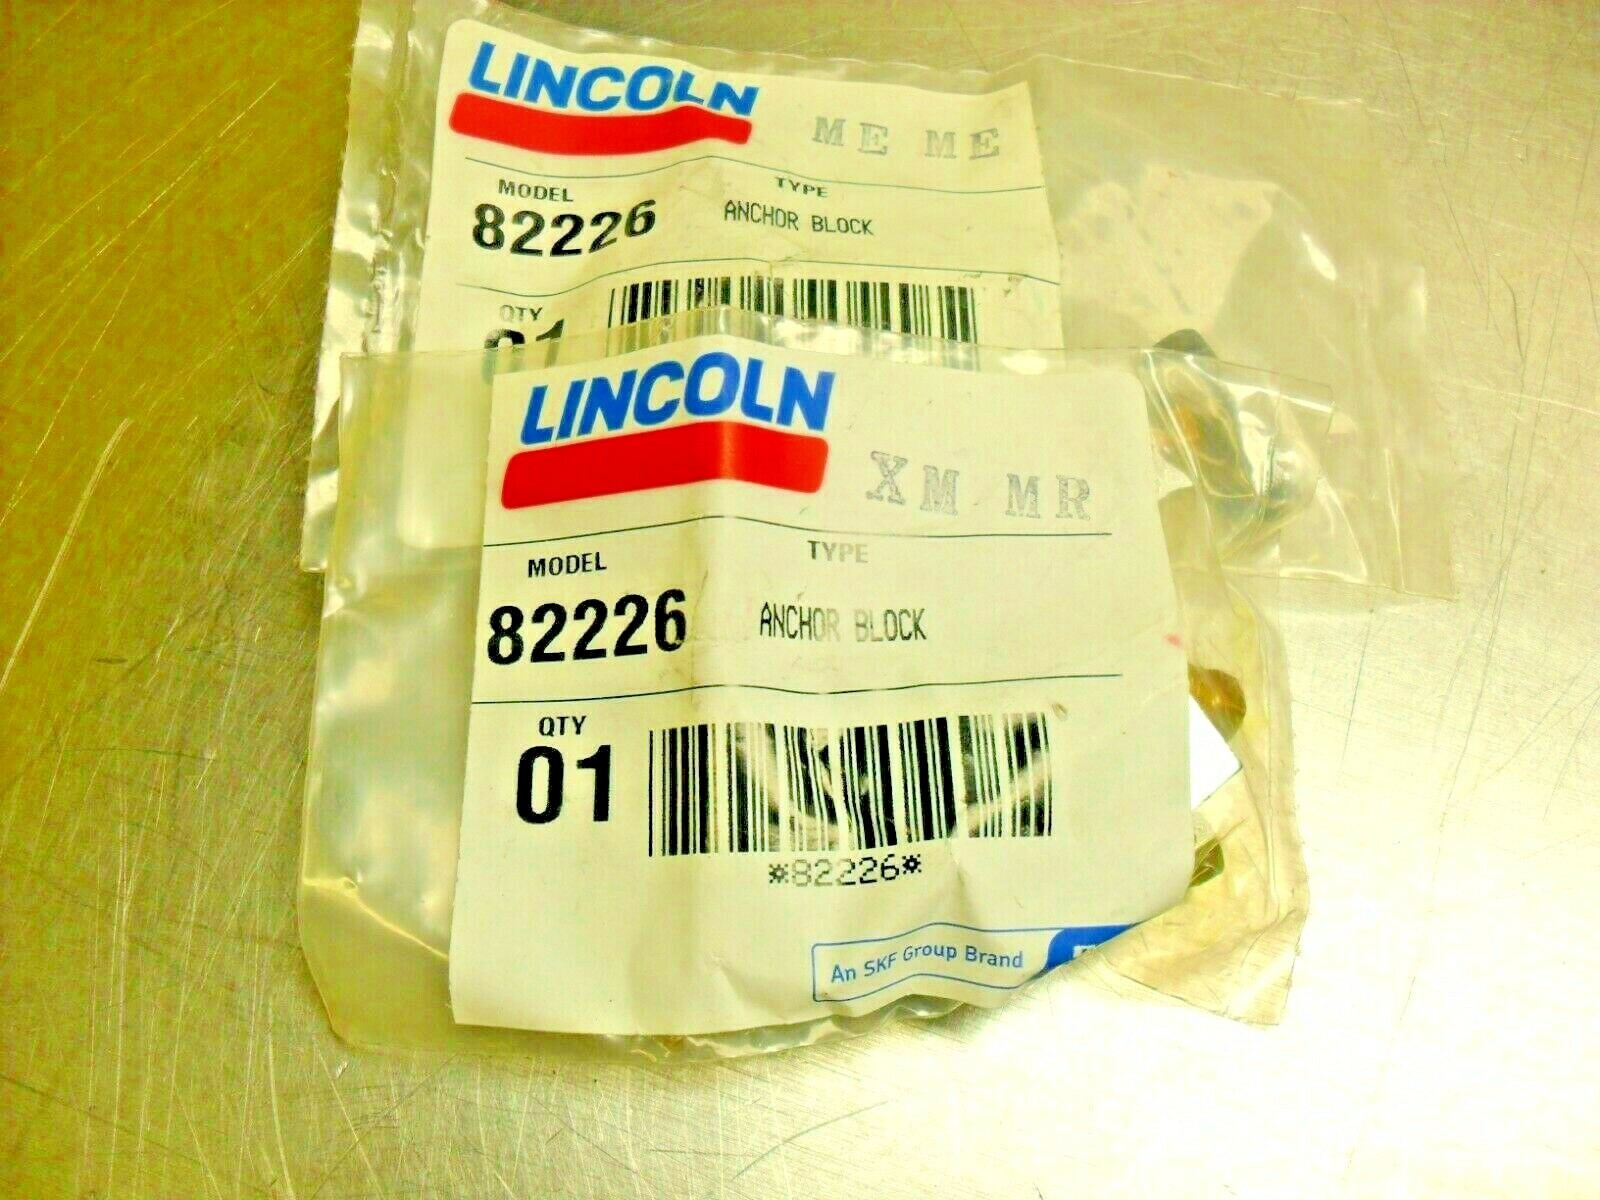 LINCOLN
ME ME
MODEL
TYPE
82226
ANCHOR BLOCK
QTY
01
LINCOLN
XM MR
MODEL
TYPE
82226
ANCHOR BLOCK
QTY
01
*82226*
An SKF Group Brand